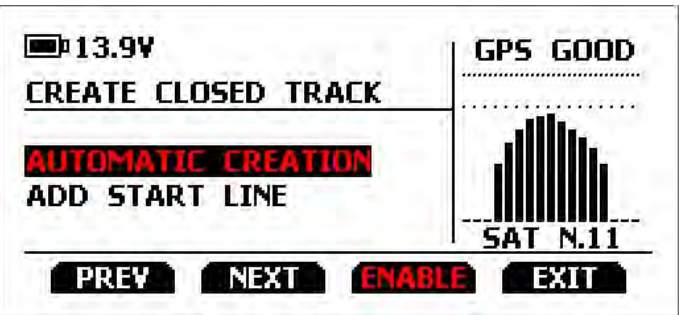 13.9V
GPS GOOD
CREATE CLOSED TRACK
AUTOMATIC CREATION
ADD START LINE
SAT N.11
PREV NEXT ENABLE EXIT